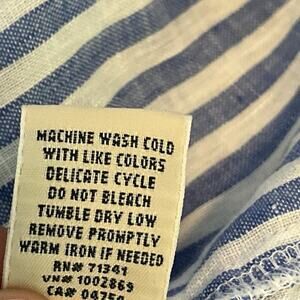 MACHINE WASH COLD
WITH LIKE COLORS
DELICATE CYCLE
DO NOT BLEACH
TUMBLE DRY LOW
REMOVE PROMPTLY
WARM IRON IF NEEDED
RN# 71341
VN# 1002869
CA#